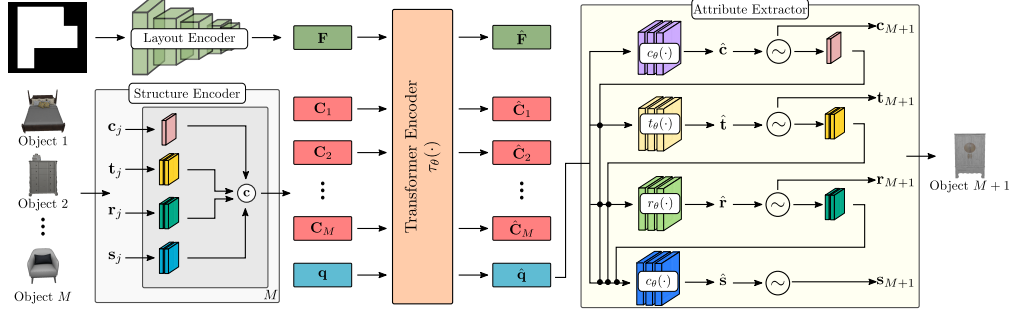 Attribute Extractor
Layout Encoder
F
F̂
Structure Encoder
Transformer Encoder
τ_θ(·)
c_θ(·)
ĉ
∼
c_{M+1}
Object 1
c_j
C_1
Ĉ_1
t_θ(·)
t̂
∼
t_{M+1}
Object 2
t_j
C_2
Ĉ_2
c
r_j
r_θ(·)
r̂
∼
r_{M+1}
Object M + 1
C_M
Ĉ_M
s_j
q
q̂
c_θ(·)
ŝ
∼
s_{M+1}
Object M
M